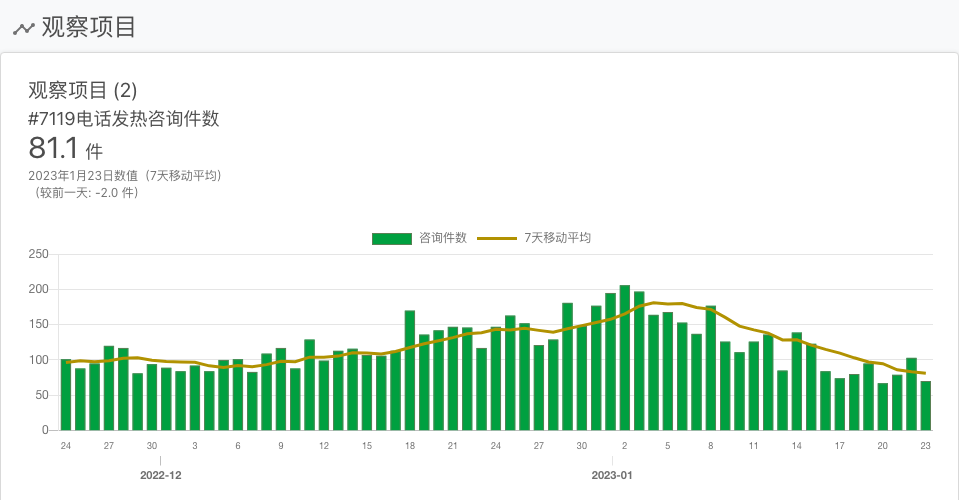 观察项目
观察项目 (2)
#7119电话发热咨询件数
81.1 件
2023年1月23日数值（7天移动平均）
（较前一天: -2.0 件）
咨询件数 7天移动平均
250
200
150
100
50
0
24 27 30 3 6 9 12 15 18 21 24 27 30 2 5 8 11 14 17 20 23
2022-12 2023-01